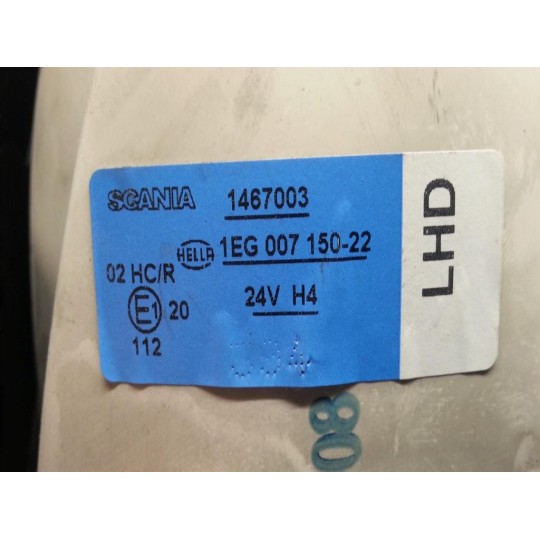 SCANIA 1467003
HELLA 1EG 007 150-22
02 HC/R
24V H4
E1 20
112
LHD
08